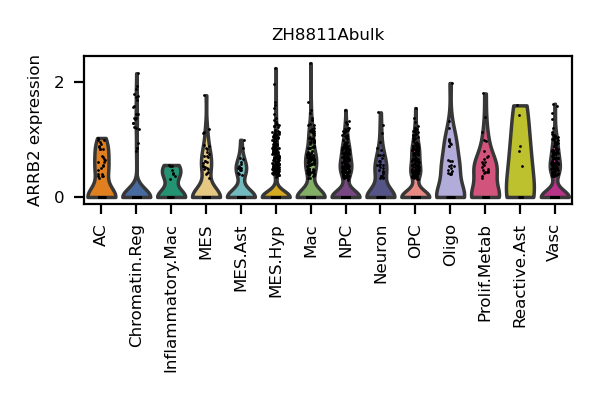 ZH8811Abulk
ARRB2 expression
2
0
AC
Chromatin.Reg
Inflammatory.Mac
MES
MES.Ast
MES.Hyp
Mac
NPC
Neuron
OPC
Oligo
Prolif.Metab
Reactive.Ast
Vasc